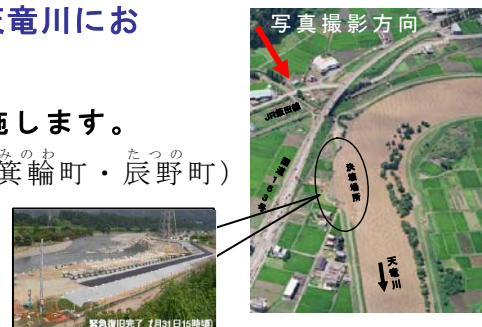 天竜川にお
施します。
みのわ たつの
箕輪町・辰野町)
写真撮影方向
JR飯田線
国道153号
決壊場所
天竜川
緊急復旧完了 7月31日15時頃)